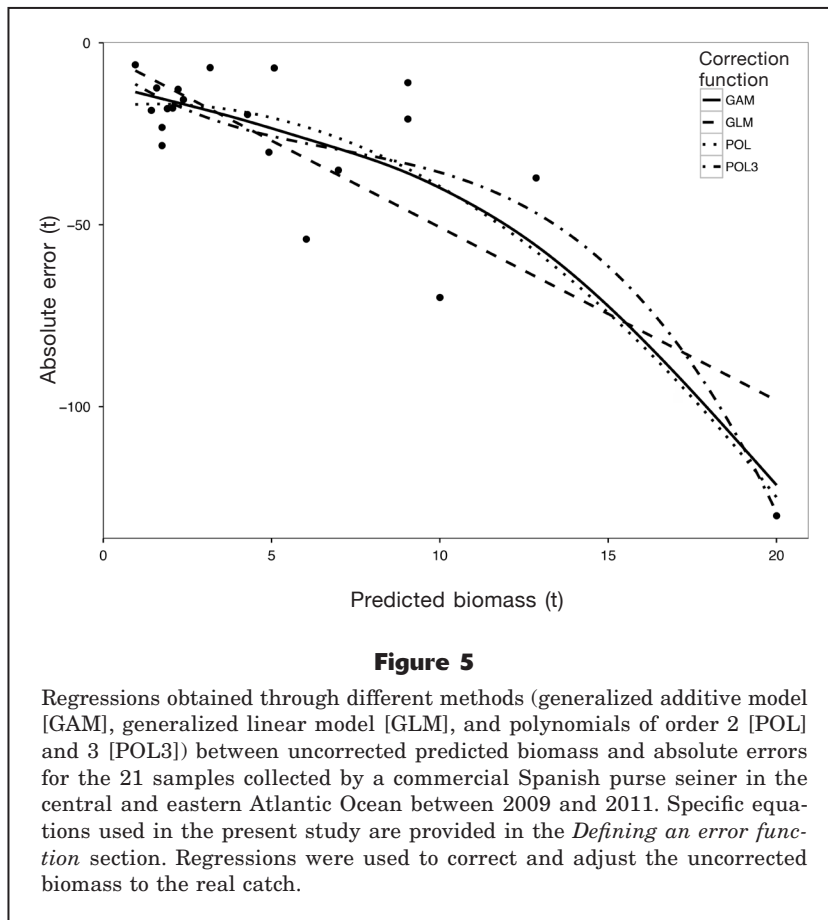 0
−50
−100
Absolute error (t)
Correction
function
GAM
GLM
POL
POL3
0
5
10
15
20
Predicted biomass (t)
Figure 5
Regressions obtained through different methods (generalized additive model
[GAM], generalized linear model [GLM], and polynomials of order 2 [POL]
and 3 [POL3]) between uncorrected predicted biomass and absolute errors
for the 21 samples collected by a commercial Spanish purse seiner in the
central and eastern Atlantic Ocean between 2009 and 2011. Specific equa-
tions used in the present study are provided in the Defining an error func-
tion section. Regressions were used to correct and adjust the uncorrected
biomass to the real catch.